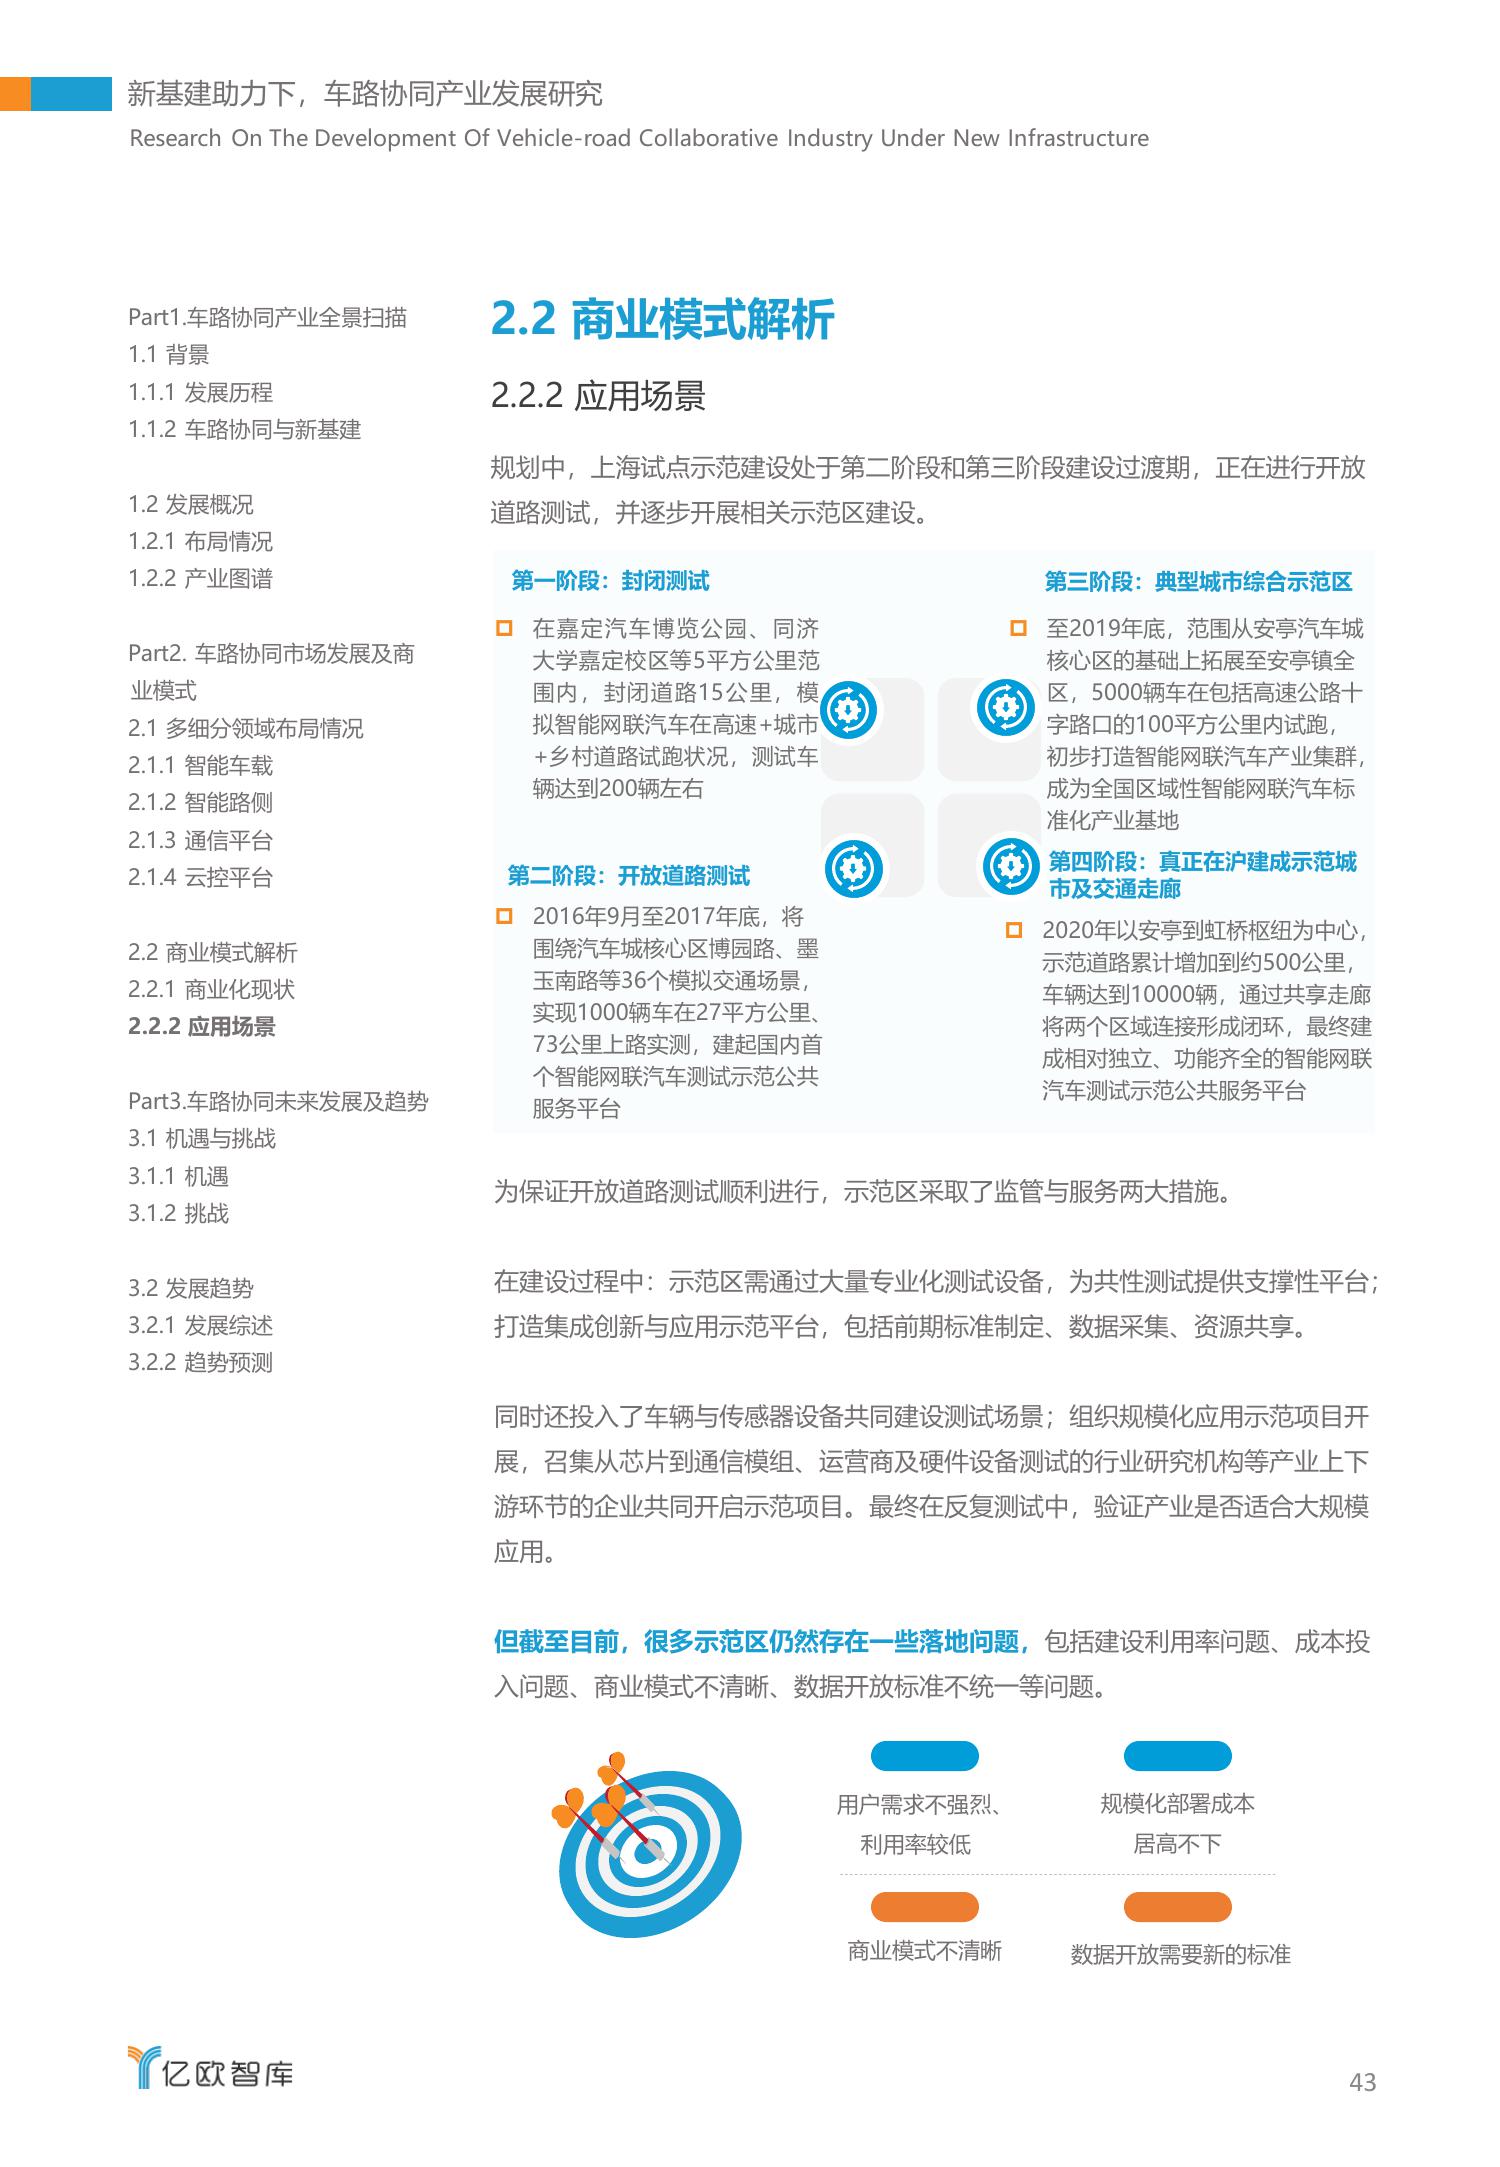 新基建助力下，车路协同产业发展研究
Research On The Development Of Vehicle-road Collaborative Industry Under New Infrastructure
Part1.车路协同产业全景扫描
1.1 背景
1.1.1 发展历程
1.1.2 车路协同与新基建
1.2 发展概况
1.2.1 布局情况
1.2.2 产业图谱
Part2. 车路协同市场发展及商
业模式
2.1 多细分领域布局情况
2.1.1 智能车载
2.1.2 智能路侧
2.1.3 通信平台
2.1.4 云控平台
2.2 商业模式解析
2.2.1 商业化现状
2.2.2 应用场景
Part3.车路协同未来发展及趋势
3.1 机遇与挑战
3.1.1 机遇
3.1.2 挑战
3.2 发展趋势
3.2.1 发展综述
3.2.2 趋势预测
2.2 商业模式解析
2.2.2 应用场景
规划中，上海试点示范建设处于第二阶段和第三阶段建设过渡期，正在进行开放
道路测试，并逐步开展相关示范区建设。
第一阶段：封闭测试
在嘉定汽车博览公园、同济
大学嘉定校区等5平方公里范
围内，封闭道路15公里，模
拟智能网联汽车在高速+城市
+乡村道路试跑状况，测试车
辆达到200辆左右
第二阶段：开放道路测试
2016年9月至2017年底，将
围绕汽车城核心区博园路、墨
玉南路等36个模拟交通场景，
实现1000辆车在27平方公里、
73公里上路实测，建起国内首
个智能网联汽车测试示范公共
服务平台
第三阶段：典型城市综合示范区
至2019年底，范围从安亭汽车城
核心区的基础上拓展至安亭镇全
区，5000辆车在包括高速公路十
字路口的100平方公里内试跑，
初步打造智能网联汽车产业集群，
成为全国区域性智能网联汽车标
准化产业基地
第四阶段：真正在沪建成示范城
市及交通走廊
2020年以安亭到虹桥枢纽为中心，
示范道路累计增加到约500公里，
车辆达到10000辆，通过共享走廊
将两个区域连接形成闭环，最终建
成相对独立、功能齐全的智能网联
汽车测试示范公共服务平台
为保证开放道路测试顺利进行，示范区采取了监管与服务两大措施。
在建设过程中：示范区需通过大量专业化测试设备，为共性测试提供支撑性平台；
打造集成创新与应用示范平台，包括前期标准制定、数据采集、资源共享。
同时还投入了车辆与传感器设备共同建设测试场景；组织规模化应用示范项目开
展，召集从芯片到通信模组、运营商及硬件设备测试的行业研究机构等产业上下
游环节的企业共同开启示范项目。最终在反复测试中，验证产业是否适合大规模
应用。
但截至目前，很多示范区仍然存在一些落地问题，包括建设利用率问题、成本投
入问题、商业模式不清晰、数据开放标准不统一等问题。
用户需求不强烈、
利用率较低
规模化部署成本
居高不下
商业模式不清晰
数据开放需要新的标准
亿欧智库
43